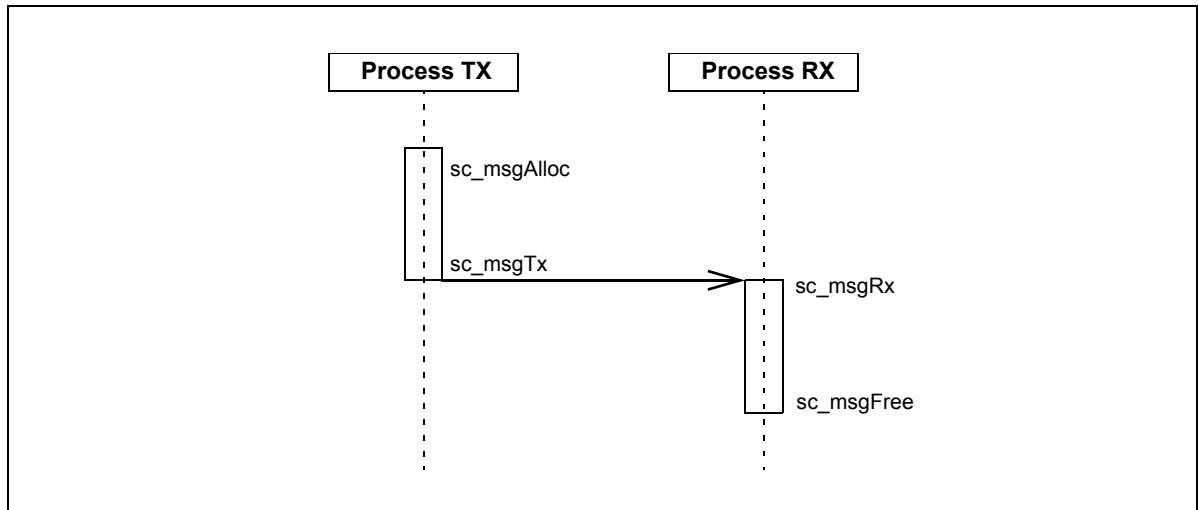 Process TX
Process RX
sc_msgAlloc
sc_msgTx
sc_msgRx
sc_msgFree